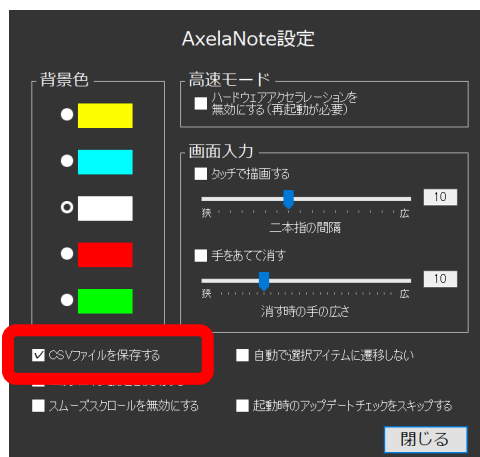 AxelaNote設定
背景色
高速モード
ハードウェアアクセラレーションを
無効にする(再起動が必要)
画面入力
タッチで描画する
10
狭
広
二本指の間隔
手をあてて消す
10
狭
広
消す時の手の広さ
CSVファイルを保存する
自動で選択アイテムに遷移しない
スムーズスクロールを無効にする
起動時のアップデートチェックをスキップする
閉じる